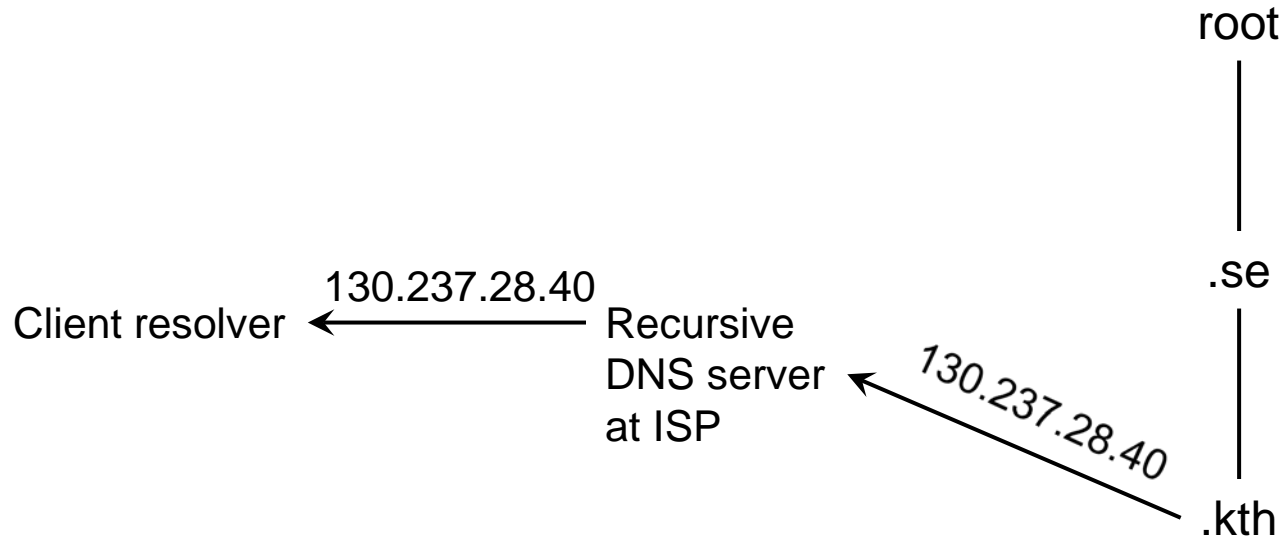 root
.se
130.237.28.40
Client resolver
Recursive
DNS server
at ISP
130.237.28.40
.kth